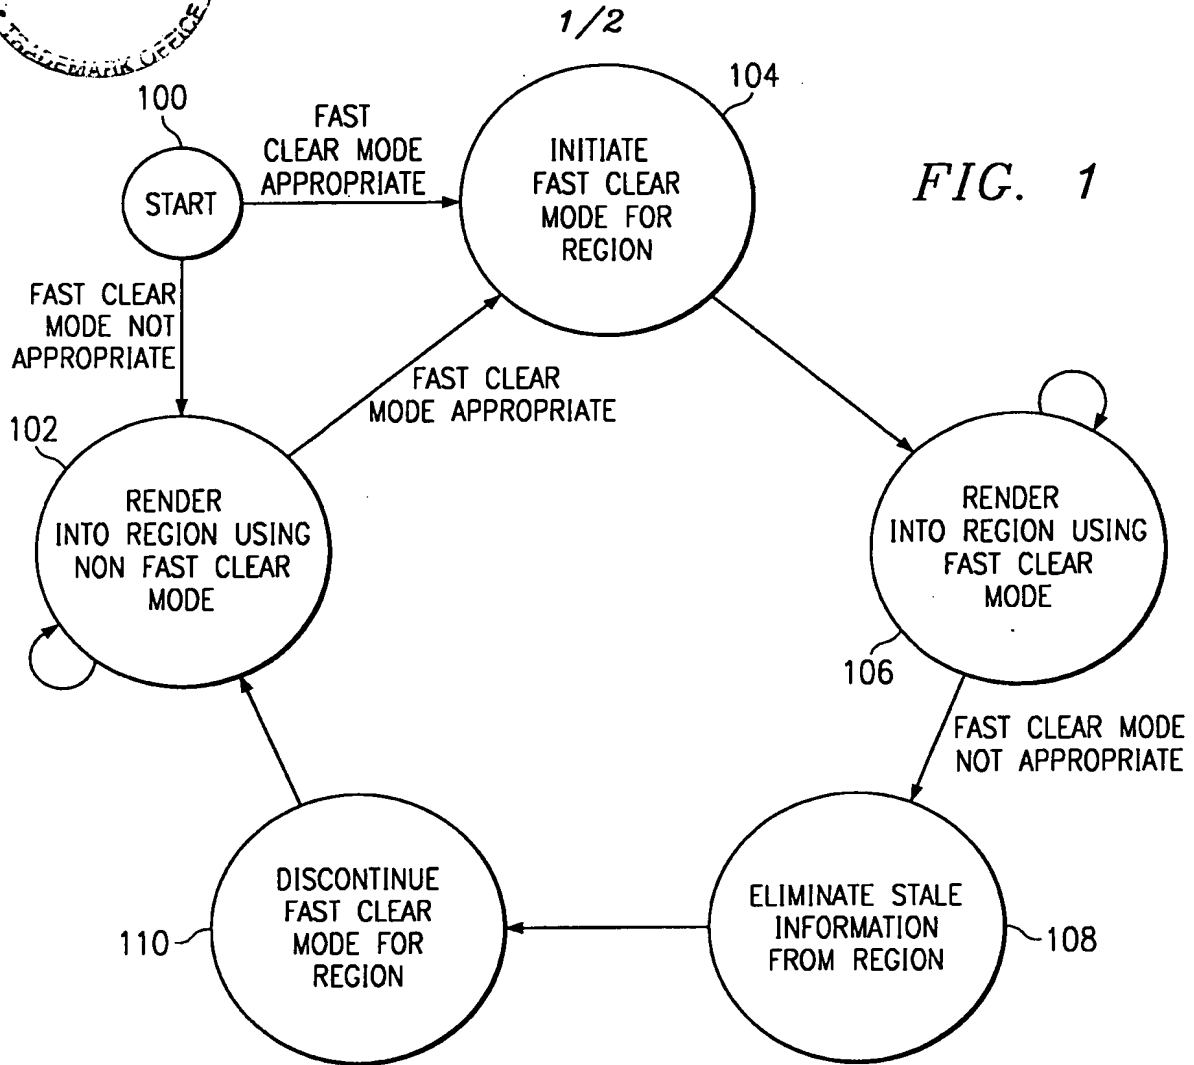 TRADEMARK OFFICE
1/2
100
104
FAST
CLEAR MODE
APPROPRIATE
START
INITIATE
FAST CLEAR
MODE FOR
REGION
FIG. 1
FAST CLEAR
MODE NOT
APPROPRIATE
FAST CLEAR
MODE APPROPRIATE
102
RENDER
INTO REGION USING
NON FAST CLEAR
MODE
RENDER
INTO REGION USING
FAST CLEAR
MODE
106
FAST CLEAR MODE
NOT APPROPRIATE
DISCONTINUE
FAST CLEAR
MODE FOR
REGION
110
ELIMINATE STALE
INFORMATION
FROM REGION
108